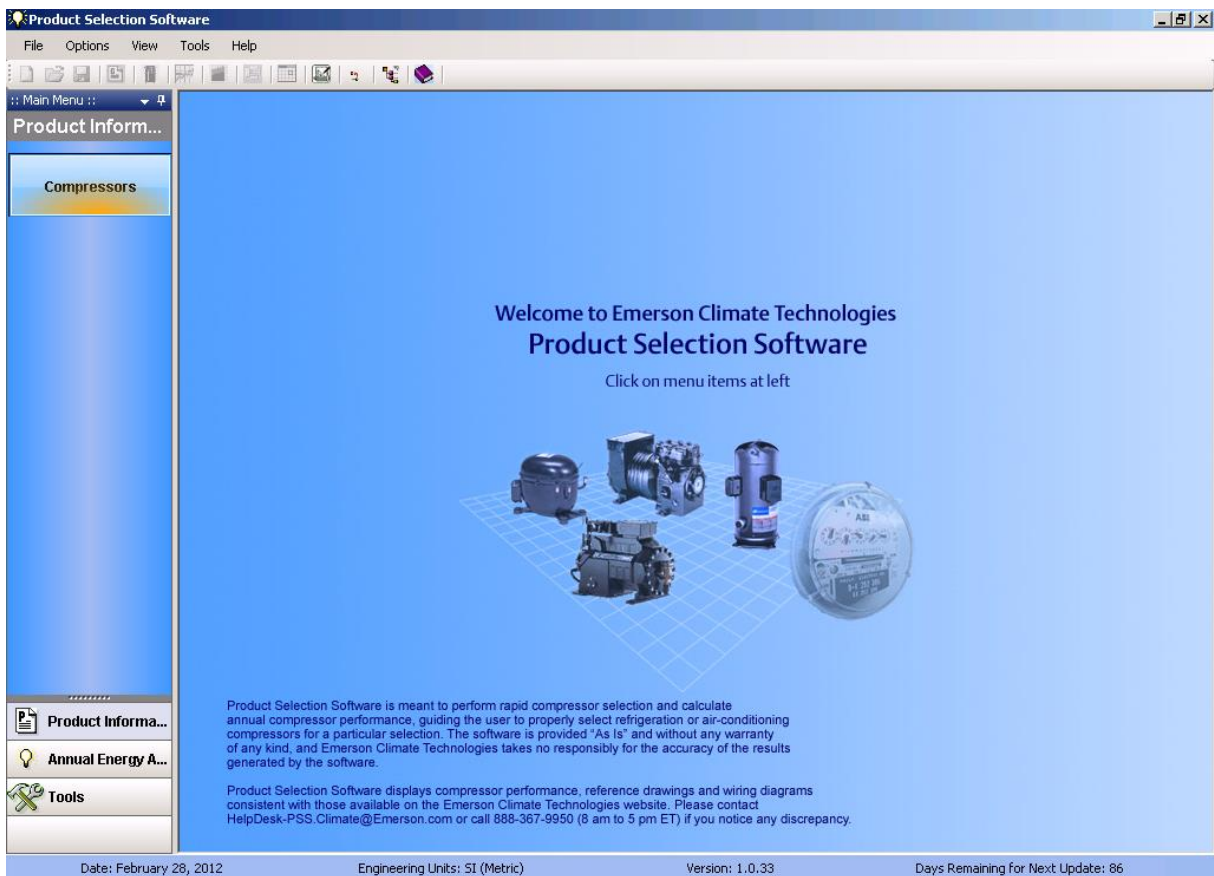 Product Selection Software
File Options View Tools Help
:: Main Menu ::
Product Inform...
Compressors
Welcome to Emerson Climate Technologies
Product Selection Software
Click on menu items at left
ABB
Product Selection Software is meant to perform rapid compressor selection and calculate
annual compressor performance, guiding the user to properly select refrigeration or air-conditioning
compressors for a particular selection. The software is provided “As Is” and without any warranty
of any kind, and Emerson Climate Technologies takes no responsibly for the accuracy of the results
generated by the software.
Product Selection Software displays compressor performance, reference drawings and wiring diagrams
consistent with those available on the Emerson Climate Technologies website. Please contact
HelpDesk-PSS.Climate@Emerson.com or call 888-367-9950 (8 am to 5 pm ET) if you notice any discrepancy.
Product Informa...
Annual Energy A...
Tools
Date: February 28, 2012 Engineering Units: SI (Metric) Version: 1.0.33 Days Remaining for Next Update: 86